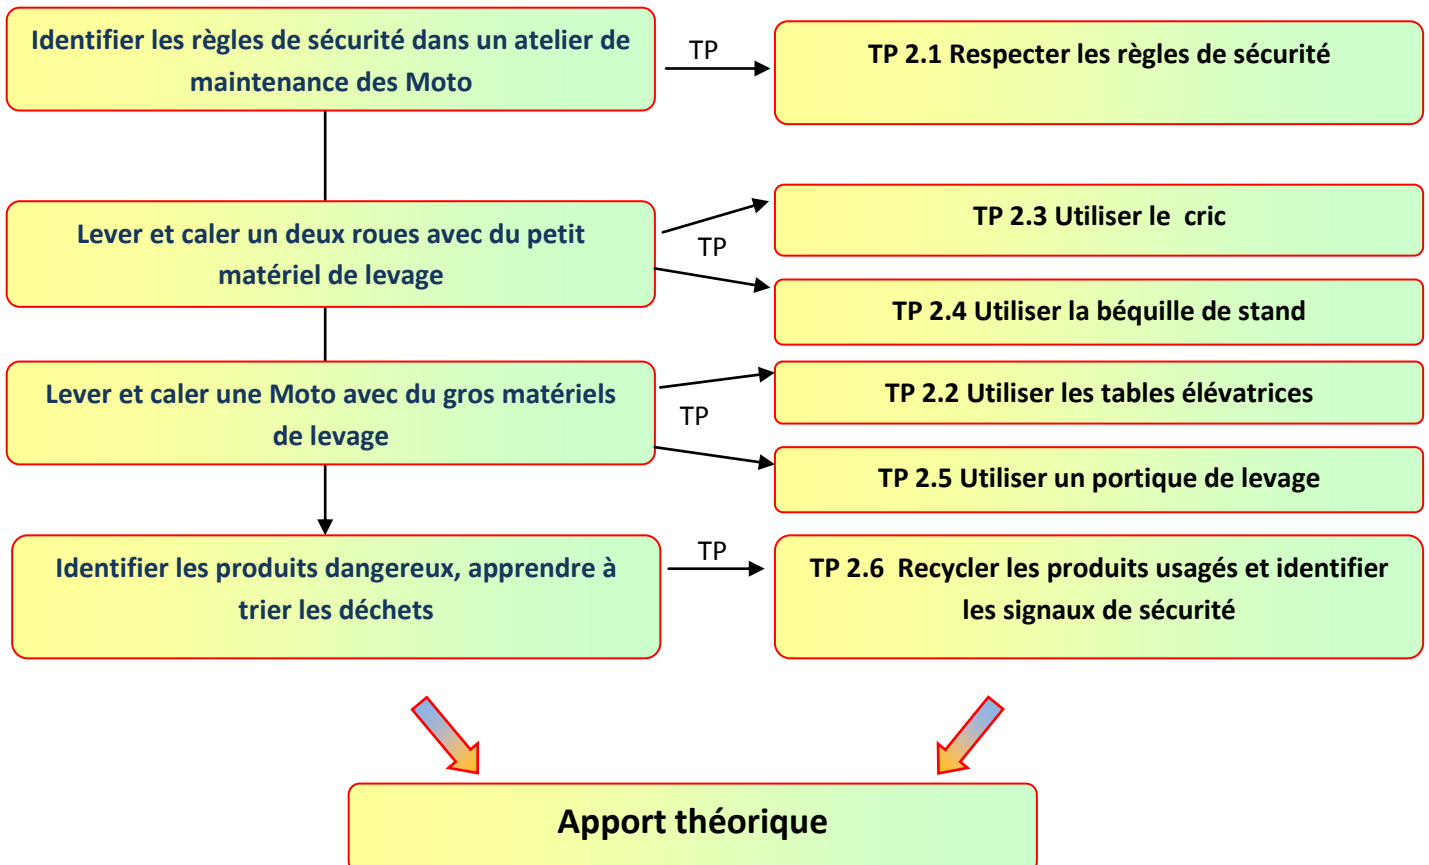 Identifier les règles de sécurité dans un atelier de
maintenance des Moto
TP
TP 2.1 Respecter les règles de sécurité
Lever et caler un deux roues avec du petit
matériel de levage
TP
TP 2.3 Utiliser le cric
TP 2.4 Utiliser la béquille de stand
Lever et caler une Moto avec du gros matériels
de levage
TP
TP 2.2 Utiliser les tables élévatrices
TP 2.5 Utiliser un portique de levage
Identifier les produits dangereux, apprendre à
trier les déchets
TP
TP 2.6 Recycler les produits usagés et identifier
les signaux de sécurité
Apport théorique